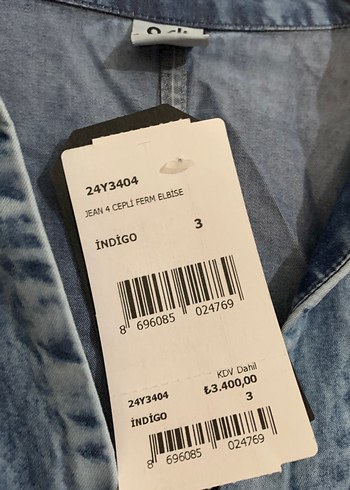 24Y3404
JEAN 4 CEPLİ FERM ELBİSE
İNDİGO 3
8 696085 024769
KDV Dahil
24Y3404 ₺3.400,00
İNDİGO 3
8 696085 024769